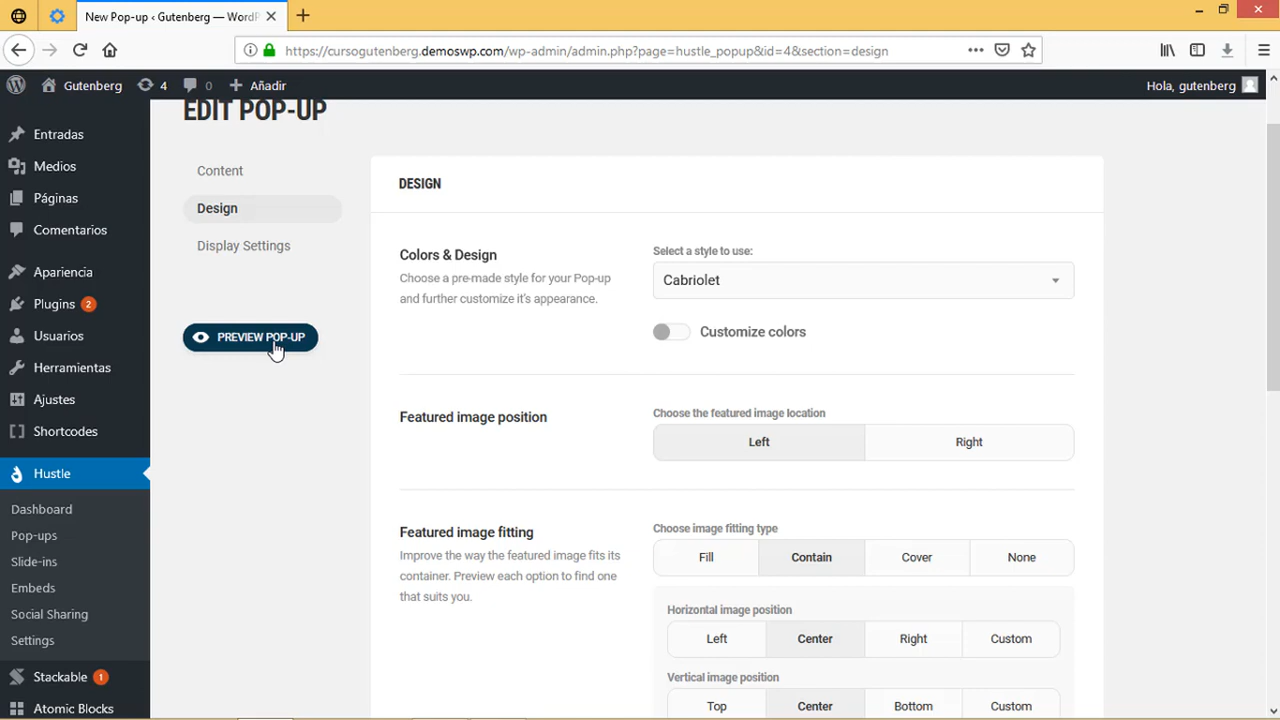 New Pop-up ‹ Gutenberg — WordP
https://cursogutenberg.demoswp.com/wp-admin/admin.php?page=hustle_popup&id=4&section=design
Gutenberg
4
0
Añadir
Hola, gutenberg
EDIT POP-UP
Entradas
Medios
Páginas
Comentarios
Apariencia
Plugins 2
Usuarios
Herramientas
Ajustes
Shortcodes
Hustle
Dashboard
Pop-ups
Slide-ins
Embeds
Social Sharing
Settings
Stackable 1
Atomic Blocks
Content
Design
Display Settings
PREVIEW POP-UP
DESIGN
Colors & Design
Choose a pre-made style for your Pop-up
and further customize it's appearance.
Select a style to use:
Cabriolet
Customize colors
Featured image position
Choose the featured image location
Left Right
Featured image fitting
Improve the way the featured image fits its
container. Preview each option to find one
that suits you.
Choose image fitting type
Fill Contain Cover None
Horizontal image position
Left Center Right Custom
Vertical image position
Top Center Bottom Custom